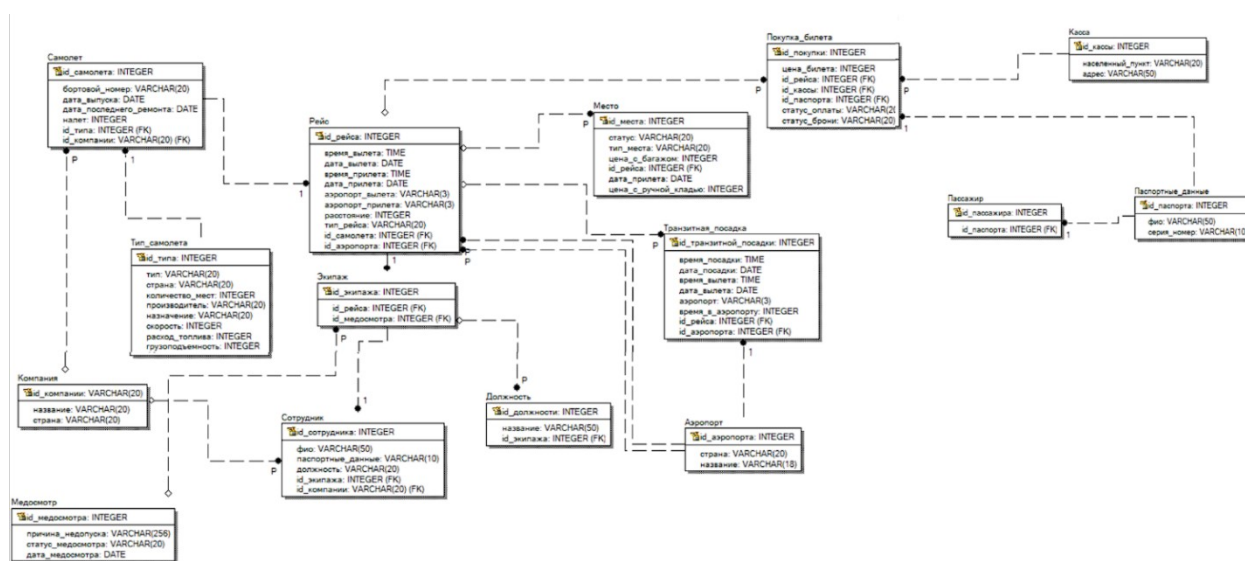 Самолет
id_самолета: INTEGER
бортовой_номер: VARCHAR(20)
дата_выпуска: DATE
дата_последнего_ремонта: DATE
налет: INTEGER
id_типа: INTEGER (FK)
id_компании: VARCHAR(20) (FK)
P
1
Тип_самолета
id_типа: INTEGER
тип: VARCHAR(20)
страна: VARCHAR(20)
количество_мест: INTEGER
производитель: VARCHAR(20)
назначение: VARCHAR(20)
скорость: INTEGER
расход_топлива: INTEGER
грузоподъемность: INTEGER
Компания
id_компании: VARCHAR(20)
название: VARCHAR(20)
страна: VARCHAR(20)
Медосмотр
id_медосмотра: INTEGER
причина_недопуска: VARCHAR(256)
статус_медосмотра: VARCHAR(20)
дата_медосмотра: DATE
Рейс
id_рейса: INTEGER
время_вылета: TIME
дата_вылета: DATE
время_прилета: TIME
дата_прилета: DATE
аэропорт_вылета: VARCHAR(3)
аэропорт_прилета: VARCHAR(3)
расстояние: INTEGER
тип_рейса: VARCHAR(20)
id_самолета: INTEGER (FK)
id_аэропорта: INTEGER (FK)
1
P
P
1
Экипаж
id_экипажа: INTEGER
id_рейса: INTEGER (FK)
id_медосмотра: INTEGER (FK)
P
1
Сотрудник
id_сотрудника: INTEGER
фио: VARCHAR(50)
паспортные_данные: VARCHAR(10)
должность: VARCHAR(20)
id_экипажа: INTEGER (FK)
id_компании: VARCHAR(20) (FK)
P
P
Должность
id_должности: INTEGER
название: VARCHAR(50)
id_экипажа: INTEGER (FK)
Место
P
id_места: INTEGER
статус: VARCHAR(20)
тип_места: VARCHAR(20)
цена_с_багажом: INTEGER
id_рейса: INTEGER (FK)
дата_прилета: DATE
цена_с_ручной_кладью: INTEGER
Транзитная_посадка
P
id_транзитной_посадки: INTEGER
время_посадки: TIME
дата_посадки: DATE
время_вылета: TIME
дата_вылета: DATE
аэропорт: VARCHAR(3)
время_в_аэропорту: INTEGER
id_рейса: INTEGER (FK)
id_аэропорта: INTEGER (FK)
1
Аэропорт
id_аэропорта: INTEGER
страна: VARCHAR(20)
название: VARCHAR(18)
Покупка_билета
id_покупки: INTEGER
цена_билета: INTEGER
id_рейса: INTEGER (FK)
id_кассы: INTEGER (FK)
id_паспорта: INTEGER (FK)
статус_оплаты: VARCHAR(20
статус_брони: VARCHAR(20)
P
P
1
Касса
id_кассы: INTEGER
населенный_пункт: VARCHAR(20)
адрес: VARCHAR(50)
Пассажир
id_пассажира: INTEGER
id_паспорта: INTEGER (FK)
1
Паспортные_данные
id_паспорта: INTEGER
фио: VARCHAR(50)
серия_номер: VARCHAR(10